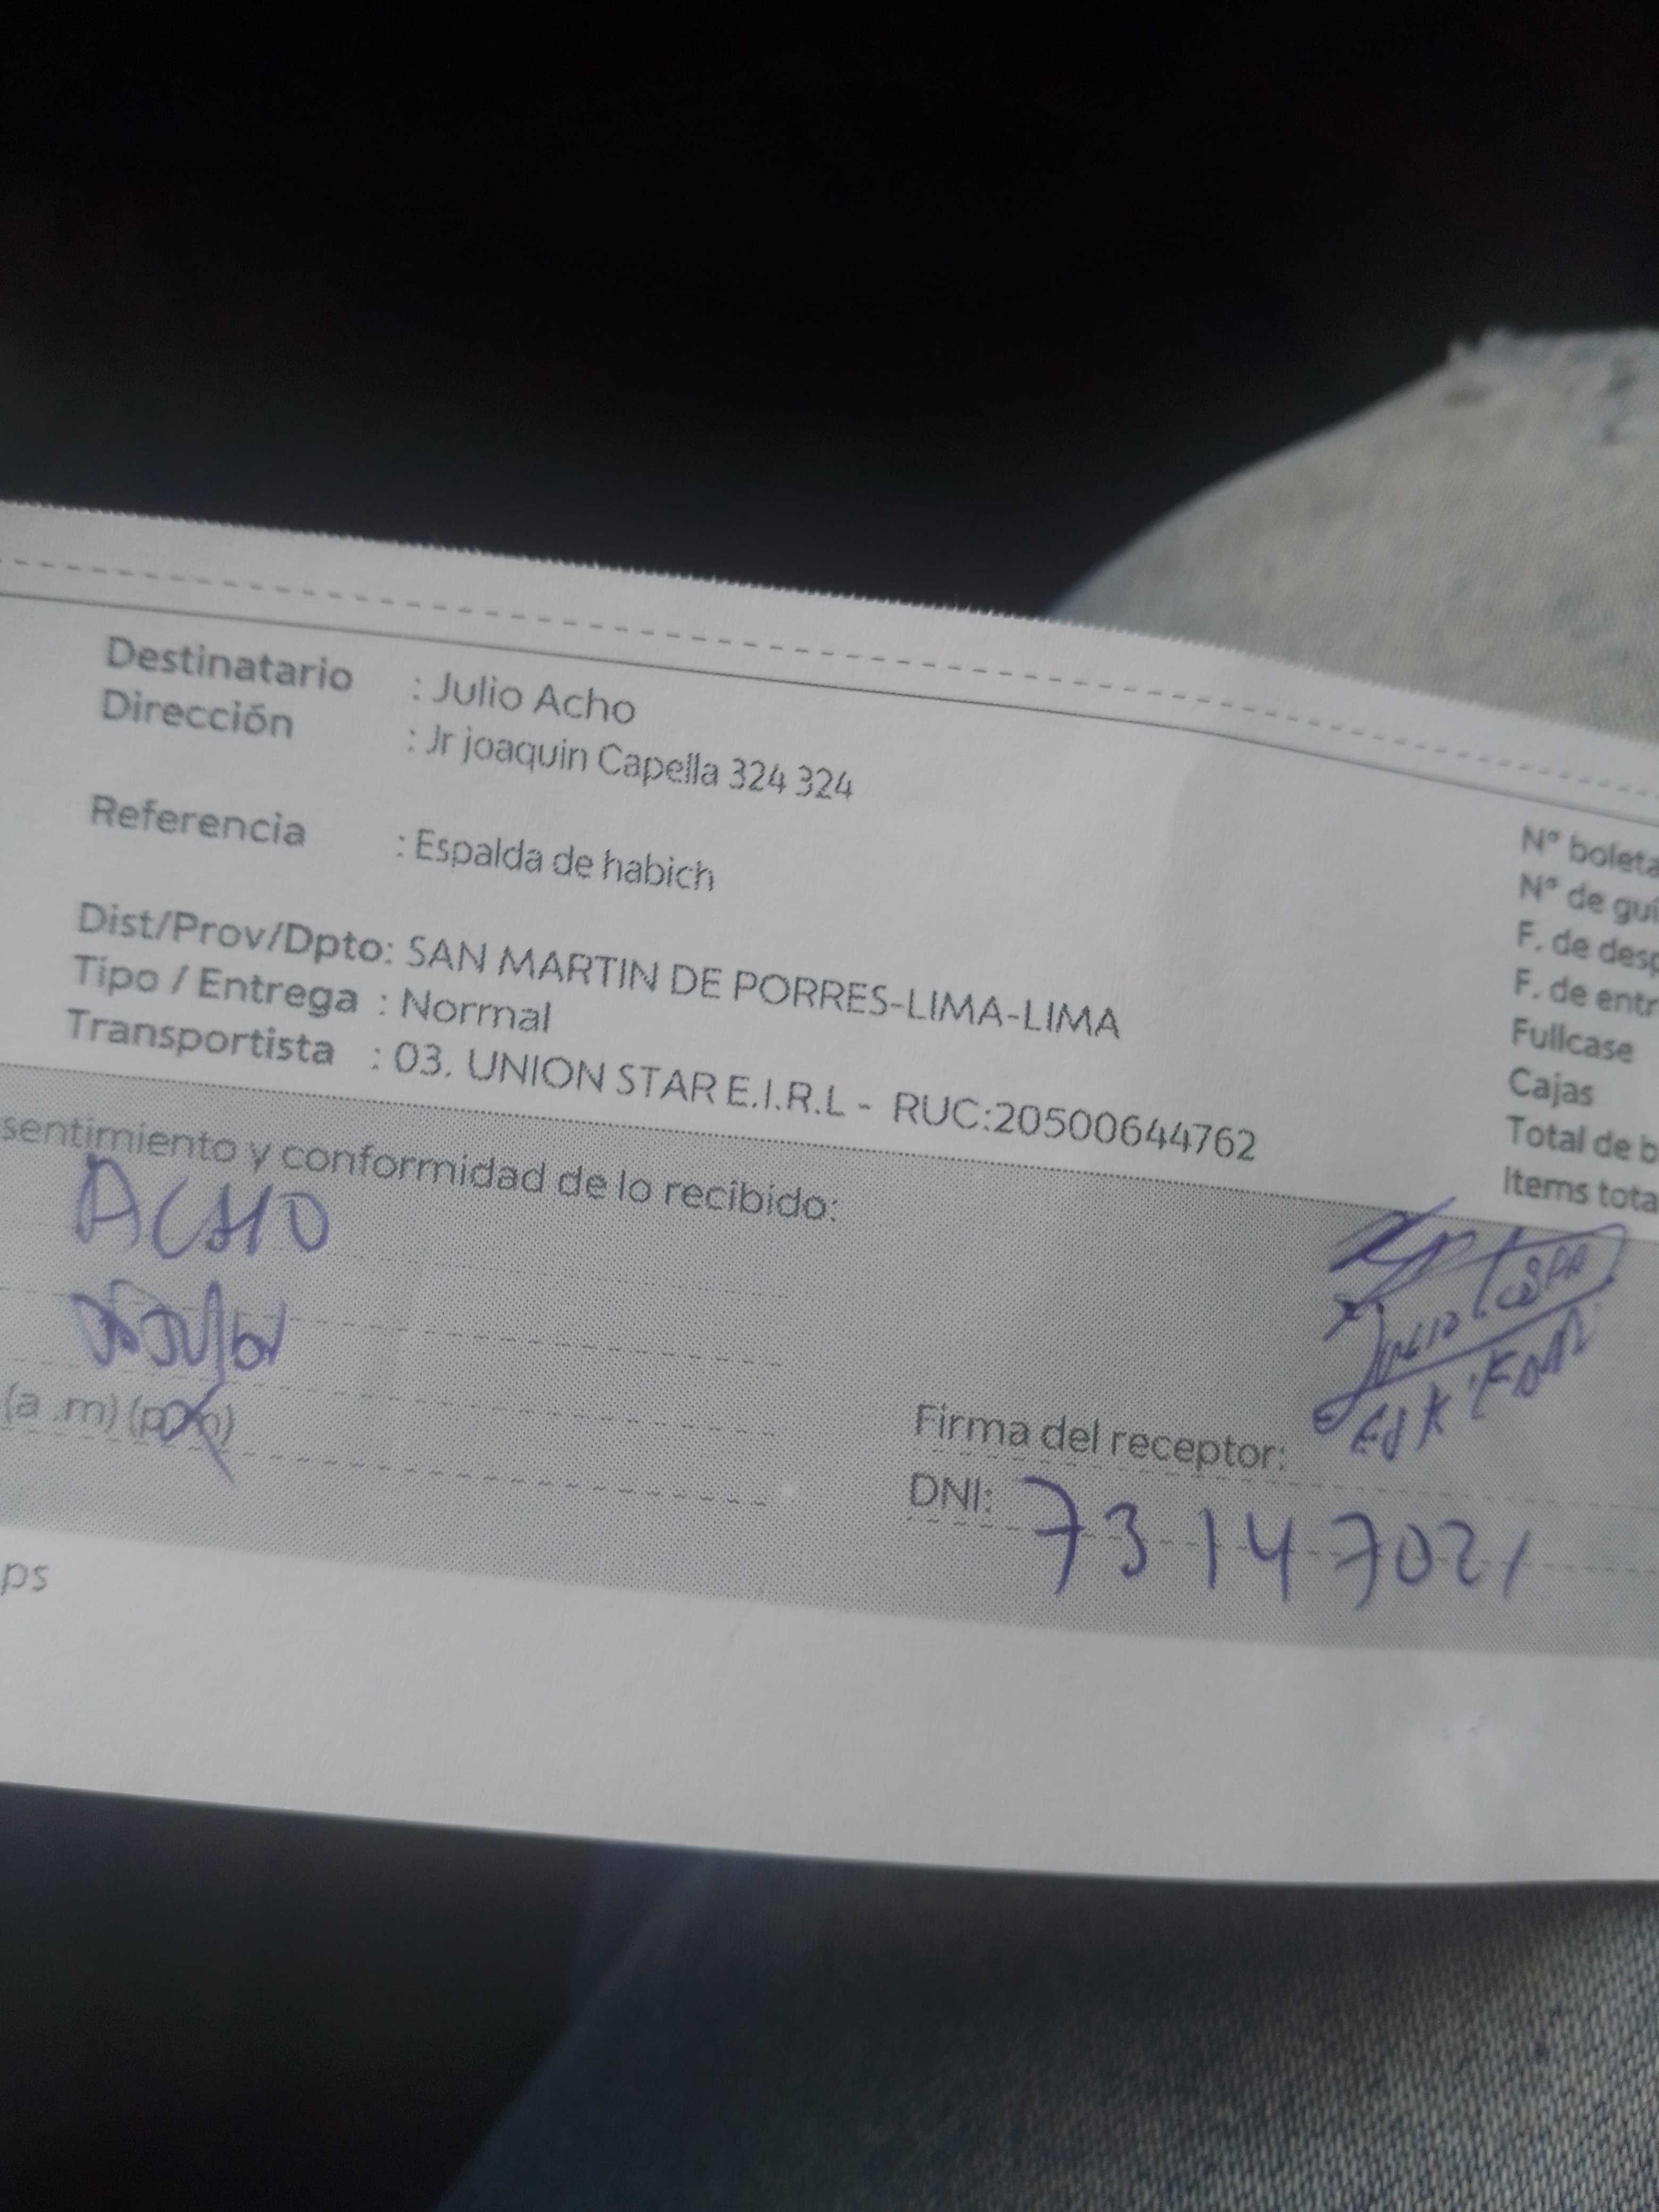 Destinatario : Julio Acho
Dirección : Jr joaquin Capella 324 324
Referencia : Espalda de habich
Dist/Prov/Dpto: SAN MARTIN DE PORRES-LIMA-LIMA
Tipo / Entrega : Normal
Transportista : 03. UNION STAR E.I.R.L - RUC:20500644762
Nº boleta
Nº de gui
F. de desp
F. de entr
Fullcase
Cajas
Total de b
Items tota
sentimiento y conformidad de lo recibido:
ACHO
(a .m) (p.m)
Firma del receptor:
DNI: 73147021
ps